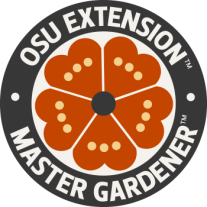 OSU EXTENSION™
MASTER GARDENER™